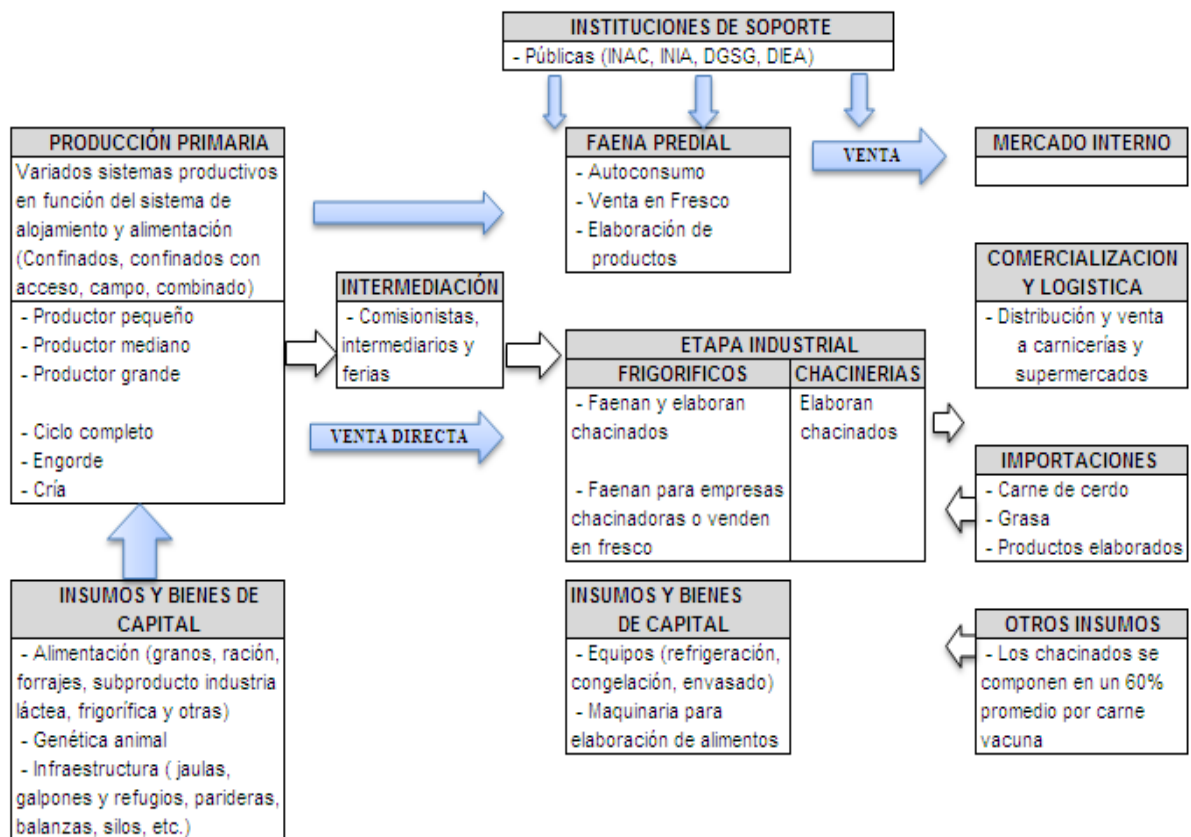 INSTITUCIONES DE SOPORTE
- Públicas (INAC, INIA, DGSG, DIEA)
PRODUCCIÓN PRIMARIA
Variados sistemas productivos
en función del sistema de
alojamiento y alimentación
(Confinados, confinados con
acceso, campo, combinado)
- Productor pequeño
- Productor mediano
- Productor grande
- Ciclo completo
- Engorde
- Cría
FAENA PREDIAL
- Autoconsumo
- Venta en Fresco
- Elaboración de
productos
VENTA
MERCADO INTERNO
INTERMEDIACIÓN
- Comisionistas,
intermediarios y
ferias
VENTA DIRECTA
ETAPA INDUSTRIAL
FRIGORIFICOS
- Faenan y elaboran
chacinados
- Faenan para empresas
chacinadoras o venden
en fresco
CHACINERIAS
Elaboran
chacinados
COMERCIALIZACION
Y LOGISTICA
- Distribución y venta
a carnicerías y
supermercados
IMPORTACIONES
- Carne de cerdo
- Grasa
- Productos elaborados
INSUMOS Y BIENES DE
CAPITAL
- Alimentación (granos, ración,
forrajes, subproducto industria
láctea, frigorífica y otras)
- Genética animal
- Infraestructura ( jaulas,
galpones y refugios, parideras,
balanzas, silos, etc.)
INSUMOS Y BIENES
DE CAPITAL
- Equipos (refrigeración,
congelación, envasado)
- Maquinaria para
elaboración de alimentos
OTROS INSUMOS
- Los chacinados se
componen en un 60%
promedio por carne
vacuna